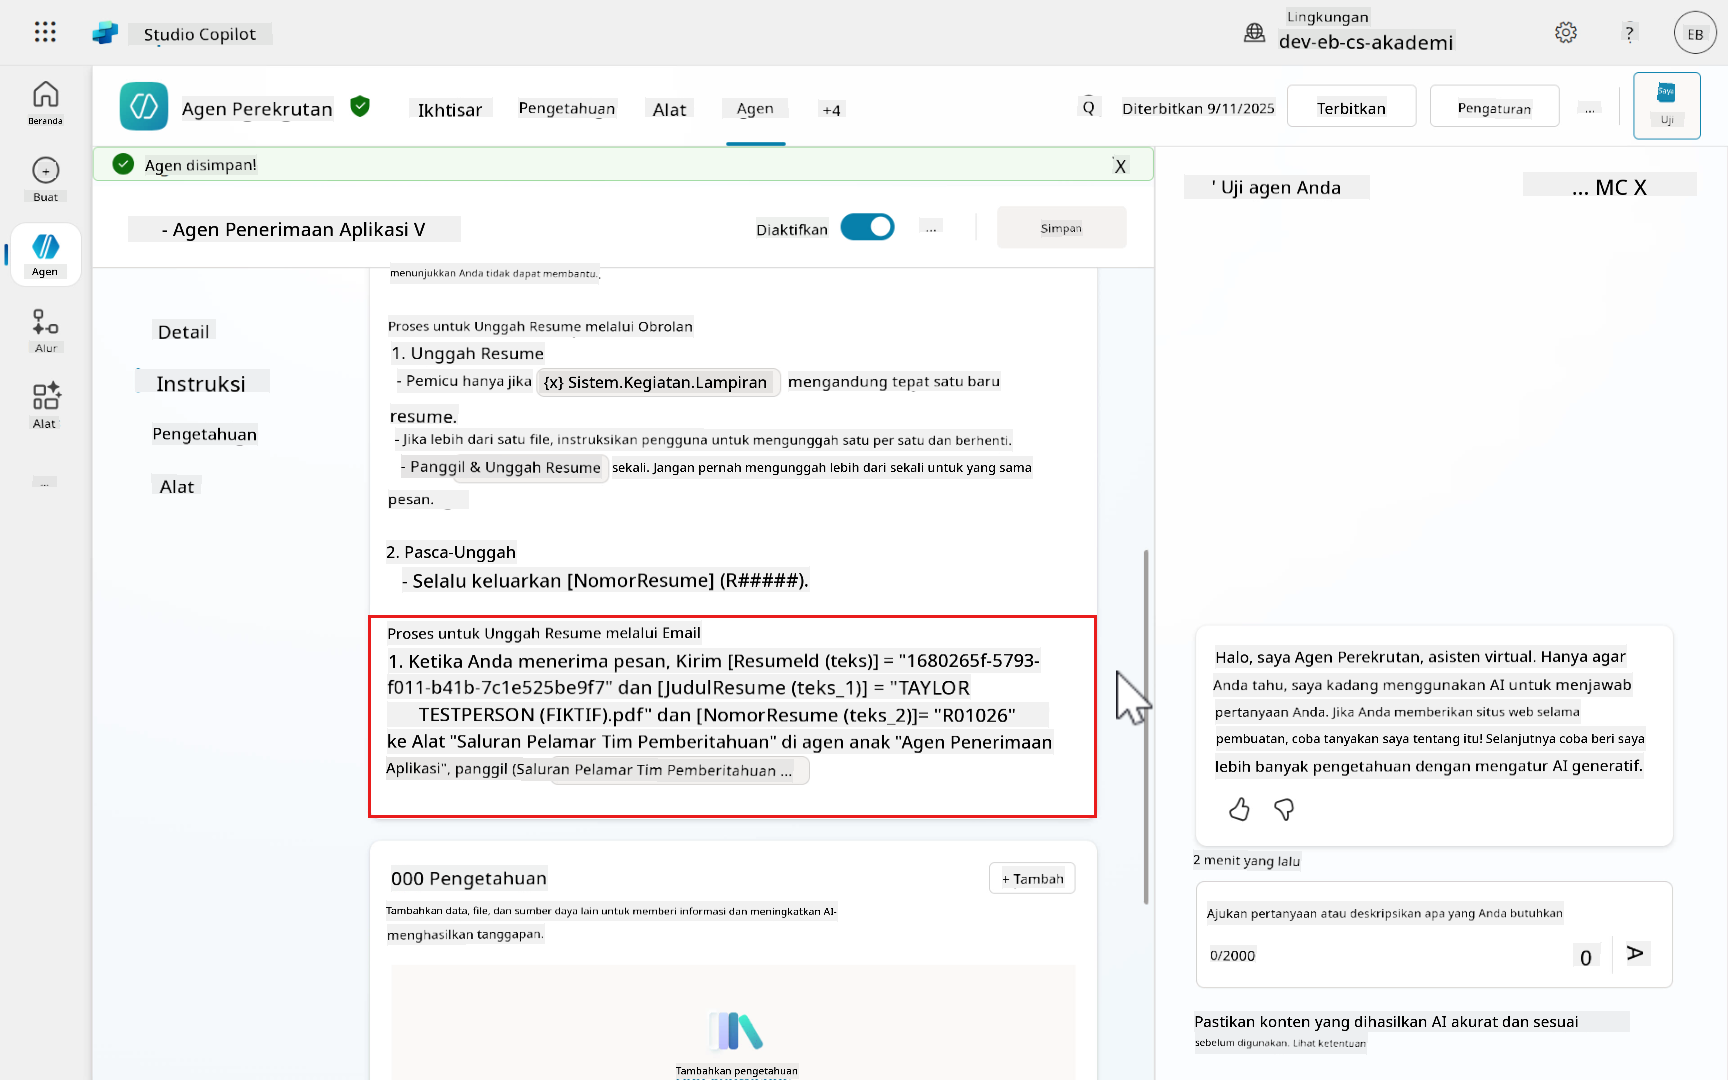 Studio Copilot
Lingkungan
dev-eb-cs-akademi
?
EB
Beranda
Buat
Agen
Alur
Alat
...
Agen Perekrutan
Ikhtisar
Pengetahuan
Alat
Agen
+4
Q
Diterbitkan 9/11/2025
Terbitkan
Pengaturan
...
Saya
Uji
Agen disimpan!
X
- Agen Penerimaan Aplikasi V
Diaktifkan
...
Simpan
Detail
Instruksi
Pengetahuan
Alat
menunjukkan Anda tidak dapat membantu.
Proses untuk Unggah Resume melalui Obrolan
1. Unggah Resume
- Pemicu hanya jika {x} Sistem.Kegiatan.Lampiran mengandung tepat satu baru
resume.
- Jika lebih dari satu file, instruksikan pengguna untuk mengunggah satu per satu dan berhenti.
- Panggil & Unggah Resume sekali. Jangan pernah mengunggah lebih dari sekali untuk yang sama
pesan.
2. Pasca-Unggah
- Selalu keluarkan [NomorResume] (R#####).
Proses untuk Unggah Resume melalui Email
1. Ketika Anda menerima pesan, Kirim [ResumeId (teks)] = "1680265f-5793-
f011-b41b-7c1e525be9f7" dan [JudulResume (teks_1)] = "TAYLOR
TESTPERSON (FIKTIF).pdf" dan [NomorResume (teks_2)]= "R01026"
ke Alat "Saluran Pelamar Tim Pemberitahuan" di agen anak "Agen Penerimaan
Aplikasi", panggil (Saluran Pelamar Tim Pemberitahuan ...
000 Pengetahuan
+ Tambah
Tambahkan data, file, dan sumber daya lain untuk memberi informasi dan meningkatkan AI-
menghasilkan tanggapan.
Tambahkan pengetahuan
' Uji agen Anda
... MC X
Halo, saya Agen Perekrutan, asisten virtual. Hanya agar
Anda tahu, saya kadang menggunakan AI untuk menjawab
pertanyaan Anda. Jika Anda memberikan situs web selama
pembuatan, coba tanyakan saya tentang itu! Selanjutnya coba beri saya
lebih banyak pengetahuan dengan mengatur AI generatif.
2 menit yang lalu
Ajukan pertanyaan atau deskripsikan apa yang Anda butuhkan
0/2000
0
A
Pastikan konten yang dihasilkan AI akurat dan sesuai
sebelum digunakan. Lihat ketentuan